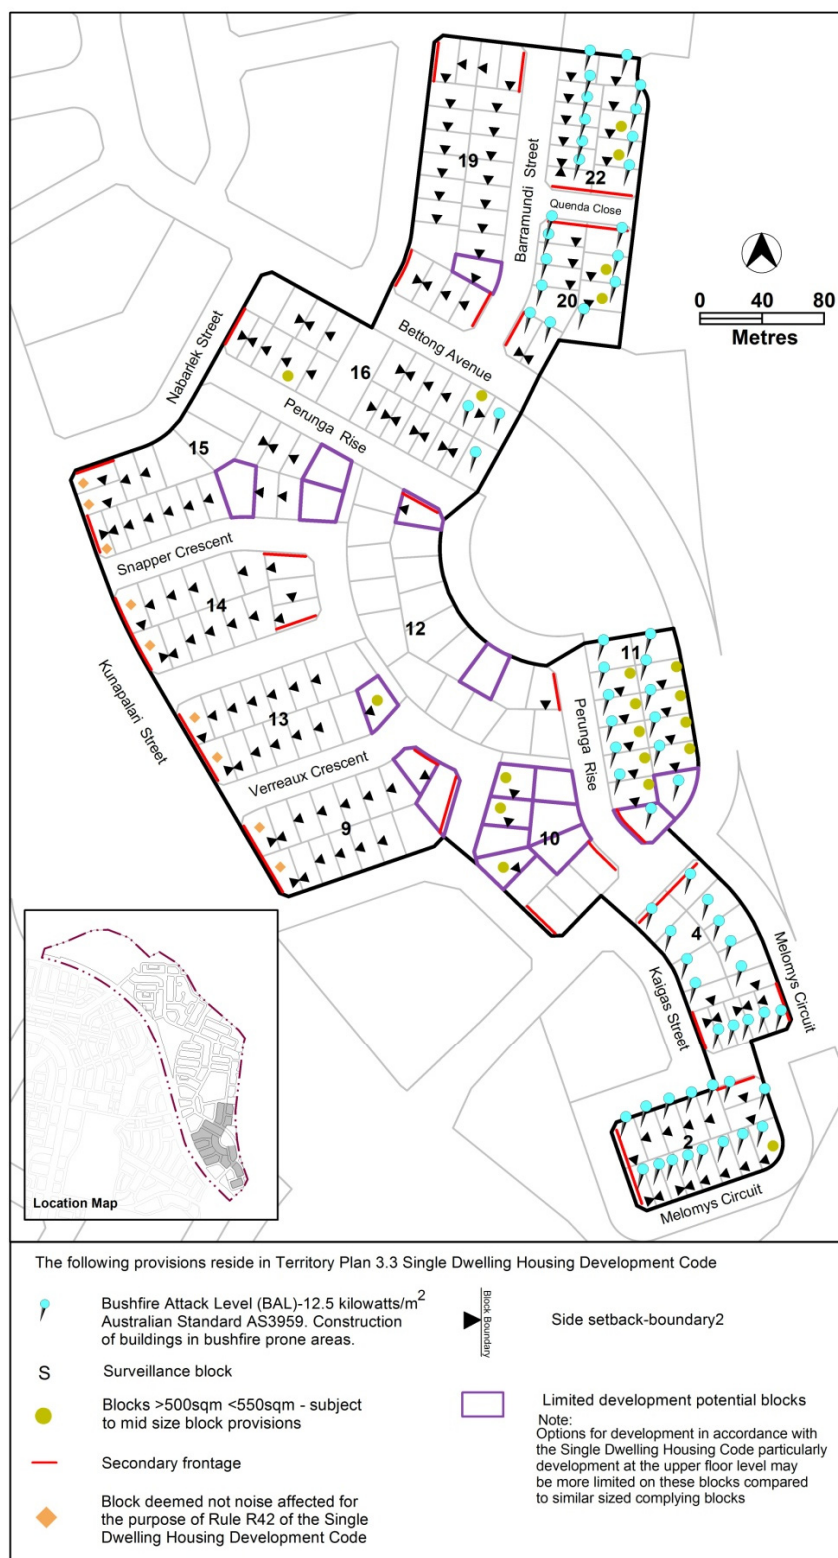 19
22
Barramundi Street
Quenda Close
20
0 40 80
Metres
Nabarlek Street
Bettong Avenue
16
Perunga Rise
15
Snapper Crescent
14
12
11
Kunapalari Street
13
Perunga Rise
Verreaux Crescent
9
10
4
Melomys Circuit
Kaigas Street
2
Melomys Circuit
Location Map
The following provisions reside in Territory Plan 3.3 Single Dwelling Housing Development Code
Bushfire Attack Level (BAL)-12.5 kilowatts/m2
Australian Standard AS3959. Construction
of buildings in bushfire prone areas.
S Surveillance block
Blocks >500sqm <550sqm - subject
to mid size block provisions
Secondary frontage
Block deemed not noise affected for
the purpose of Rule R42 of the Single
Dwelling Housing Development Code
Block Boundary
Side setback-boundary2
Limited development potential blocks
Note:
Options for development in accordance with
the Single Dwelling Housing Code particularly
development at the upper floor level may
be more limited on these blocks compared
to similar sized complying blocks